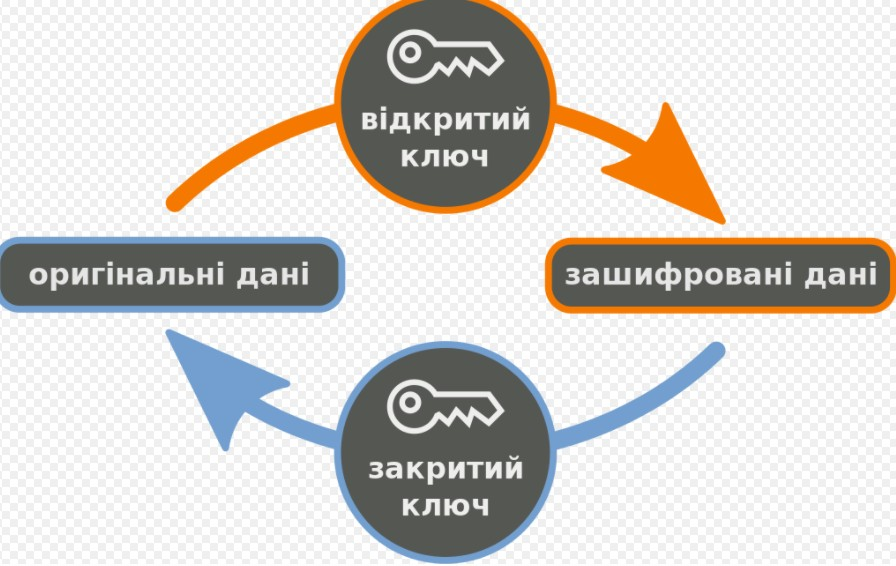 відкритий
ключ
оригінальні дані
зашифровані дані
закритий
ключ